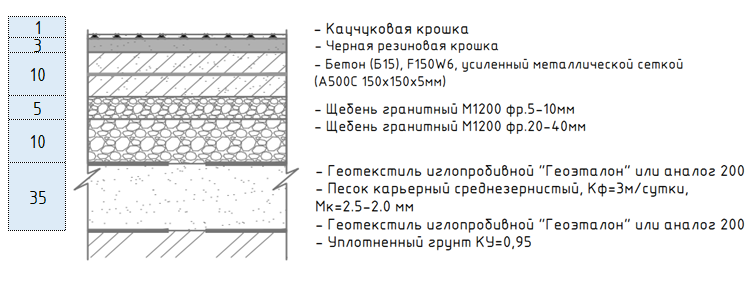 1
3
10
5
10
35
- Каучуковая крошка
- Черная резиновая крошка
- Бетон (Б15), F150W6, усиленный металлической сеткой
(А500С 150х150х5мм)
- Щебень гранитный М1200 фр.5-10мм
- Щебень гранитный М1200 фр.20-40мм
- Геотекстиль иглопробивной "Геоэталон" или аналог 200
- Песок карьерный среднезернистый, Кф=3м/сутки,
Мк=2.5-2.0 мм
- Геотекстиль иглопробивной "Геоэталон" или аналог 200
- Уплотненный грунт КУ=0,95